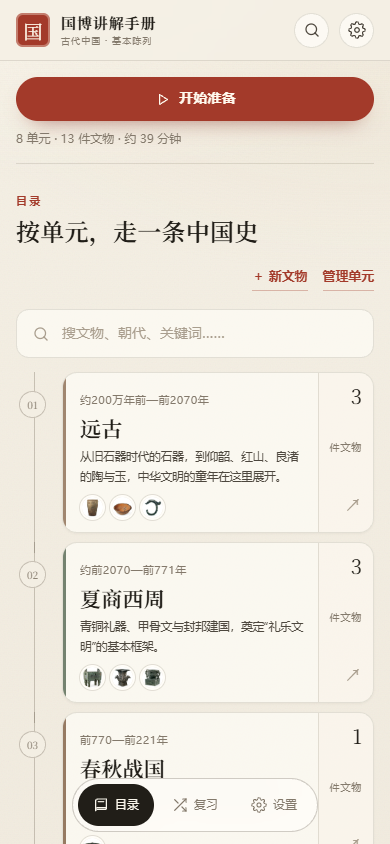 国
国博讲解手册
古代中国·基本陈列
开始准备
8 单元 · 13 件文物 · 约 39 分钟
目录
按单元，走一条中国史
+ 新文物 管理单元
搜文物、朝代、关键词……
01
约200万年前—前2070年
3
远古
件文物
从旧石器时代的石器，到仰韶、红山、良渚
的陶与玉，中华文明的童年在这里展开。
02
约前2070—前771年
3
夏商西周
件文物
青铜礼器、甲骨文与封邦建国，奠定“礼乐文
明”的基本框架。
03
前770—前221年
1
春秋战国
件文物
目录 复习 设置